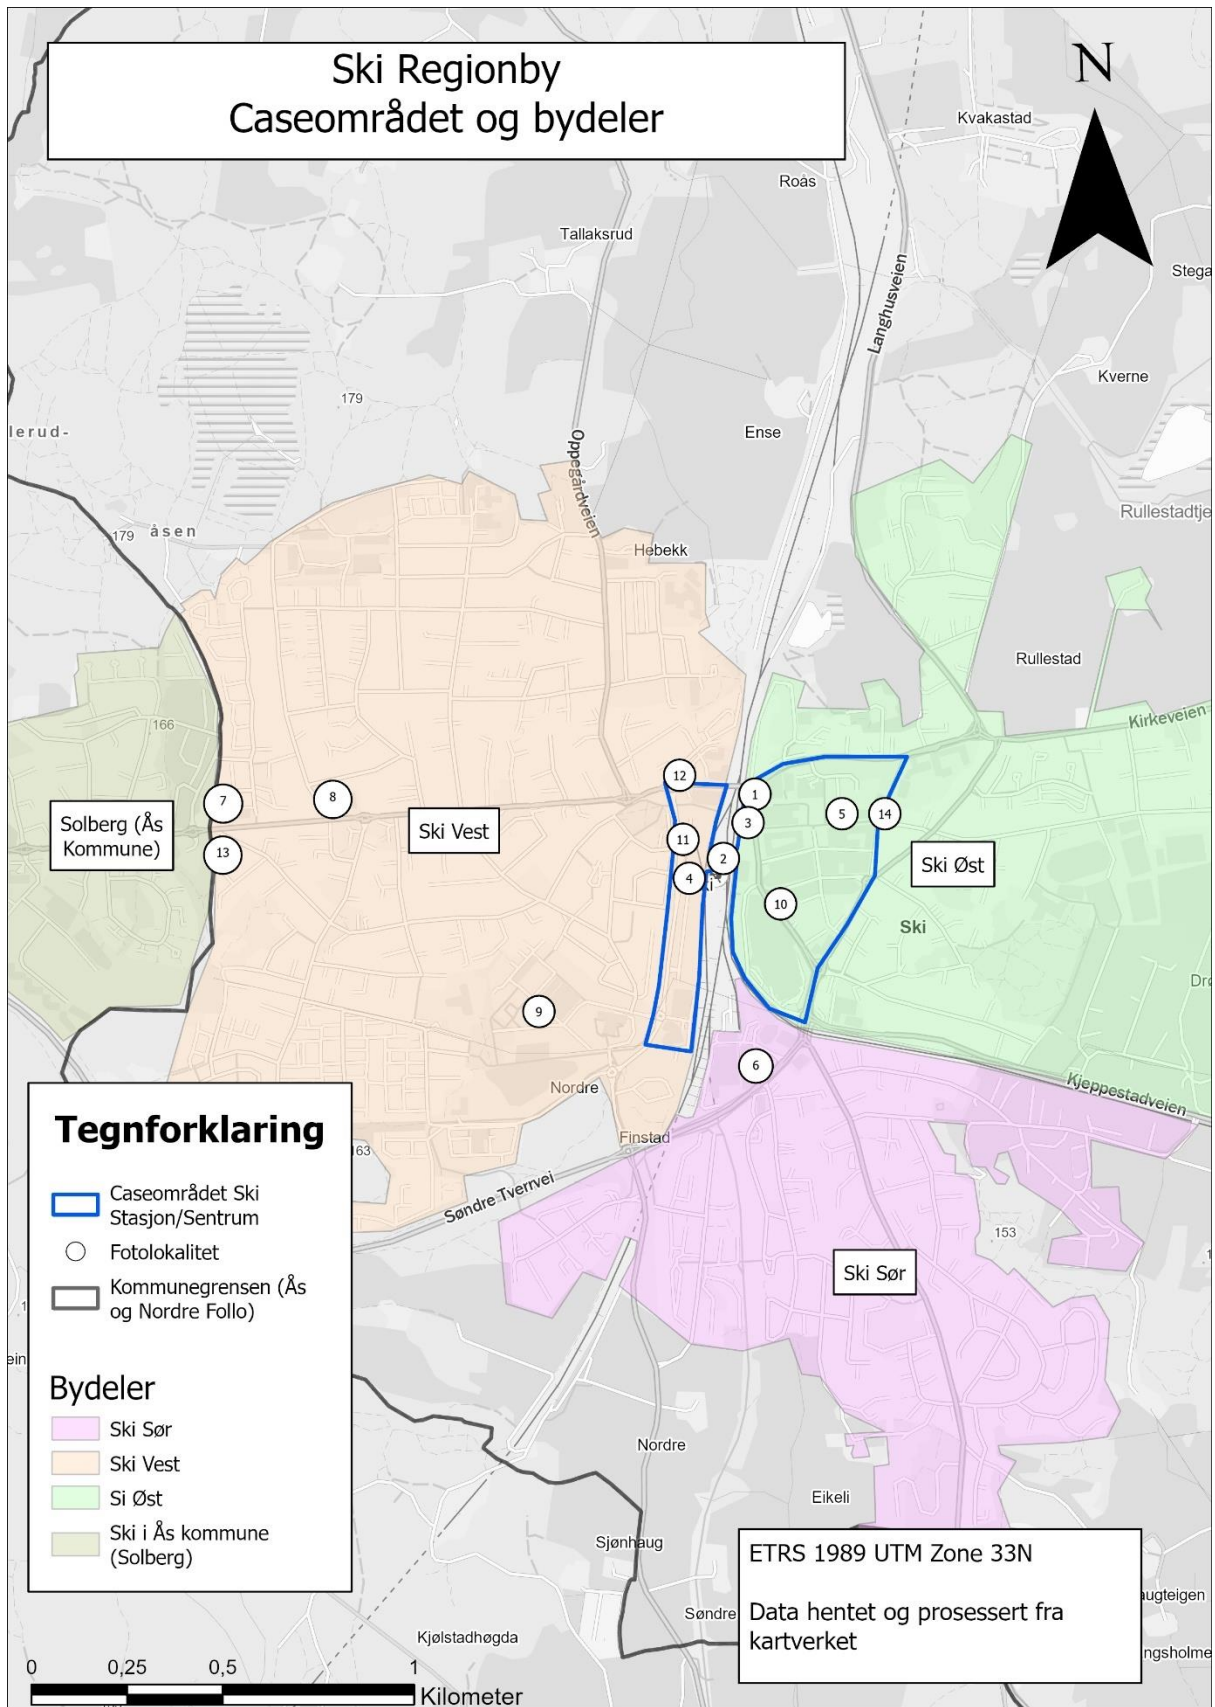 Ski Regionby
Caseområdet og bydeler
N
Kvakastad
Roås
Tallaksrud
Stega
Langhusveien
Kverne
179
lerud-
Ense
Oppegårdveien
Rullestadtje
179
åsen
Hebekk
Rullestad
166
Kirkeveien
12
7
8
1
5
14
3
Solberg (Ås
Kommune)
Ski Vest
11
13
2
Ski Øst
4
10
Ski
9
6
Nordre
Kjeppestadveien
Finstad
163
Søndre Tverrvei
153
Ski Sør
Tegnforklaring
Caseområdet Ski
Stasjon/Sentrum
Fotolokalitet
Kommunegrensen (Ås
og Nordre Follo)
ein
Bydeler
Ski Sør
Ski Vest
Si Øst
Ski i Ås kommune
(Solberg)
Nordre
Eikeli
Sjønhaug
ETRS 1989 UTM Zone 33N
Data hentet og prosessert fra
kartverket
augteigen
Søndre
Kjølstadhøgda
ngsholme
0 0,25 0,5 1
Kilometer